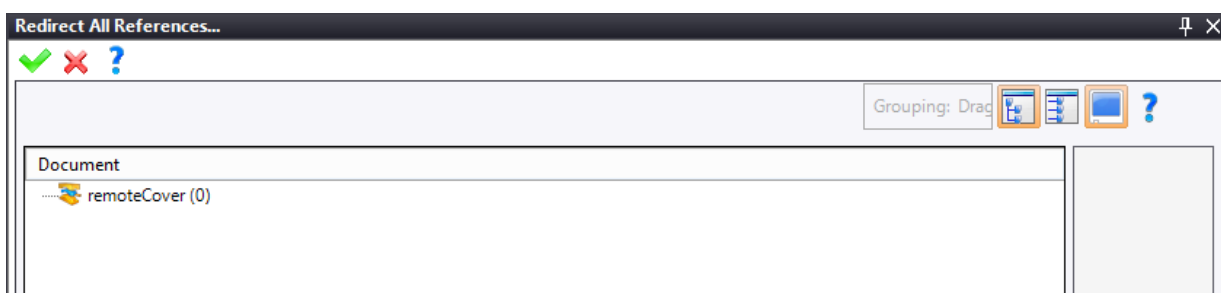 Redirect All References...
Grouping: Drag
Document
remoteCover (0)